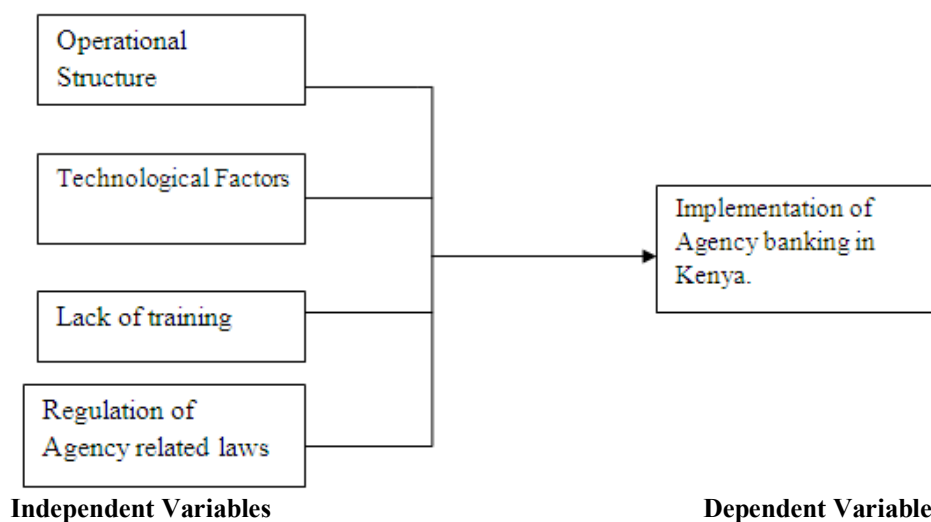 Operational
Structure
Technological Factors
Lack of training
Regulation of
Agency related laws
Implementation of
Agency banking in
Kenya.
Independent Variables
Dependent Variable